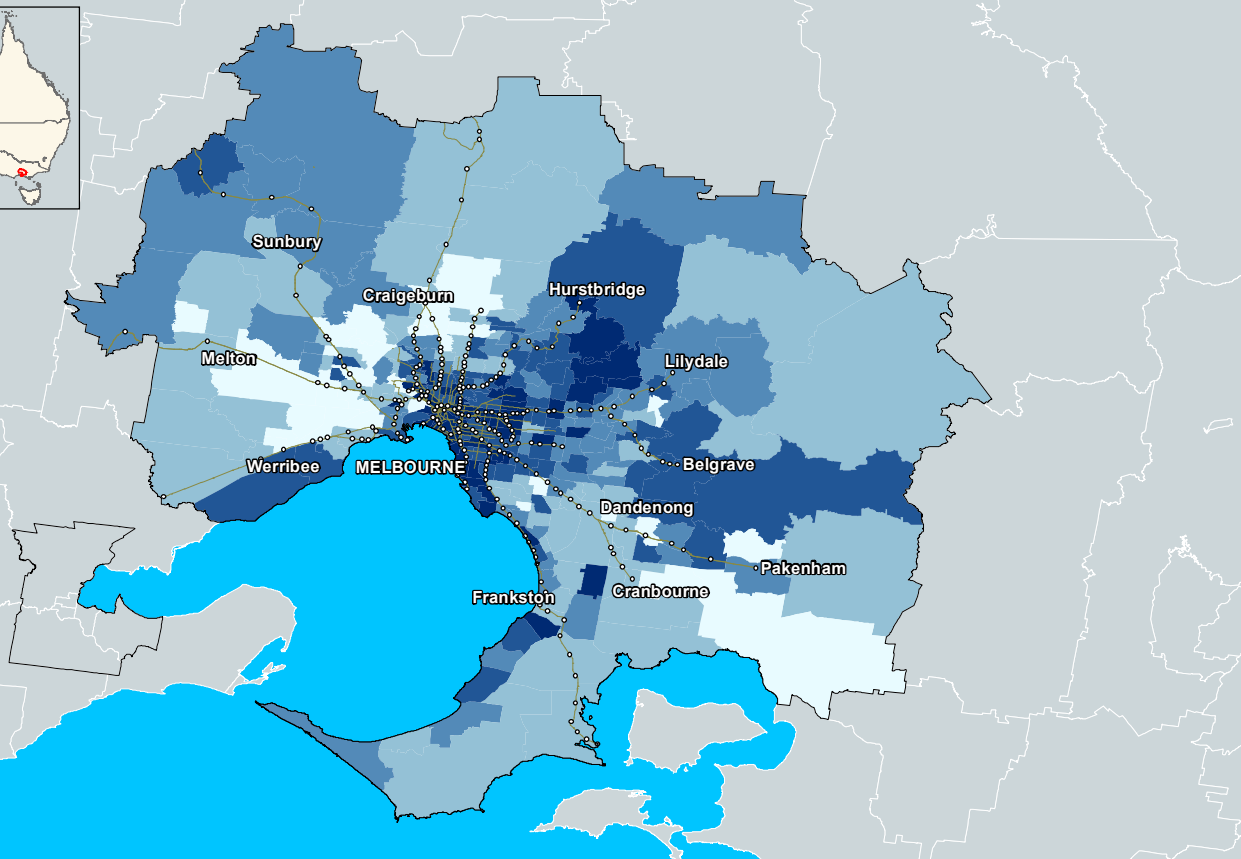 Sunbury
Hurstbridge
Craigeburn
Melton
Lilydale
Werribee
MELBOURNE
Belgrave
Dandenong
Pakenham
Cranbourne
Frankston